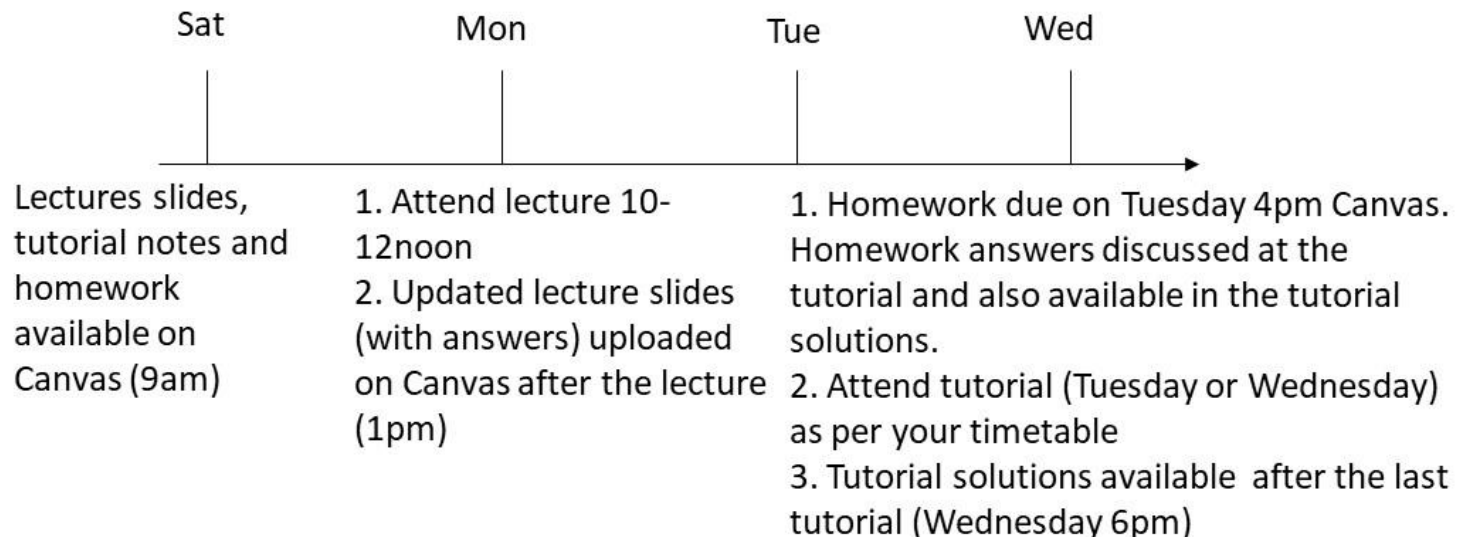 Sat
Mon
Tue
Wed
Lectures slides,
tutorial notes and
homework
available on
Canvas (9am)
1. Attend lecture 10-
12noon
2. Updated lecture slides
(with answers) uploaded
on Canvas after the lecture
(1pm)
1. Homework due on Tuesday 4pm Canvas.
Homework answers discussed at the
tutorial and also available in the tutorial
solutions.
2. Attend tutorial (Tuesday or Wednesday)
as per your timetable
3. Tutorial solutions available after the last
tutorial (Wednesday 6pm)